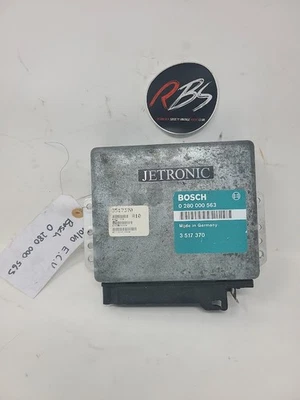 RBS
JETRONIC
BOSCH
0 280 000 563
Made in Germany
3 517 370
3517370
Volvo E.C.U
Bosch
0 280 000 563